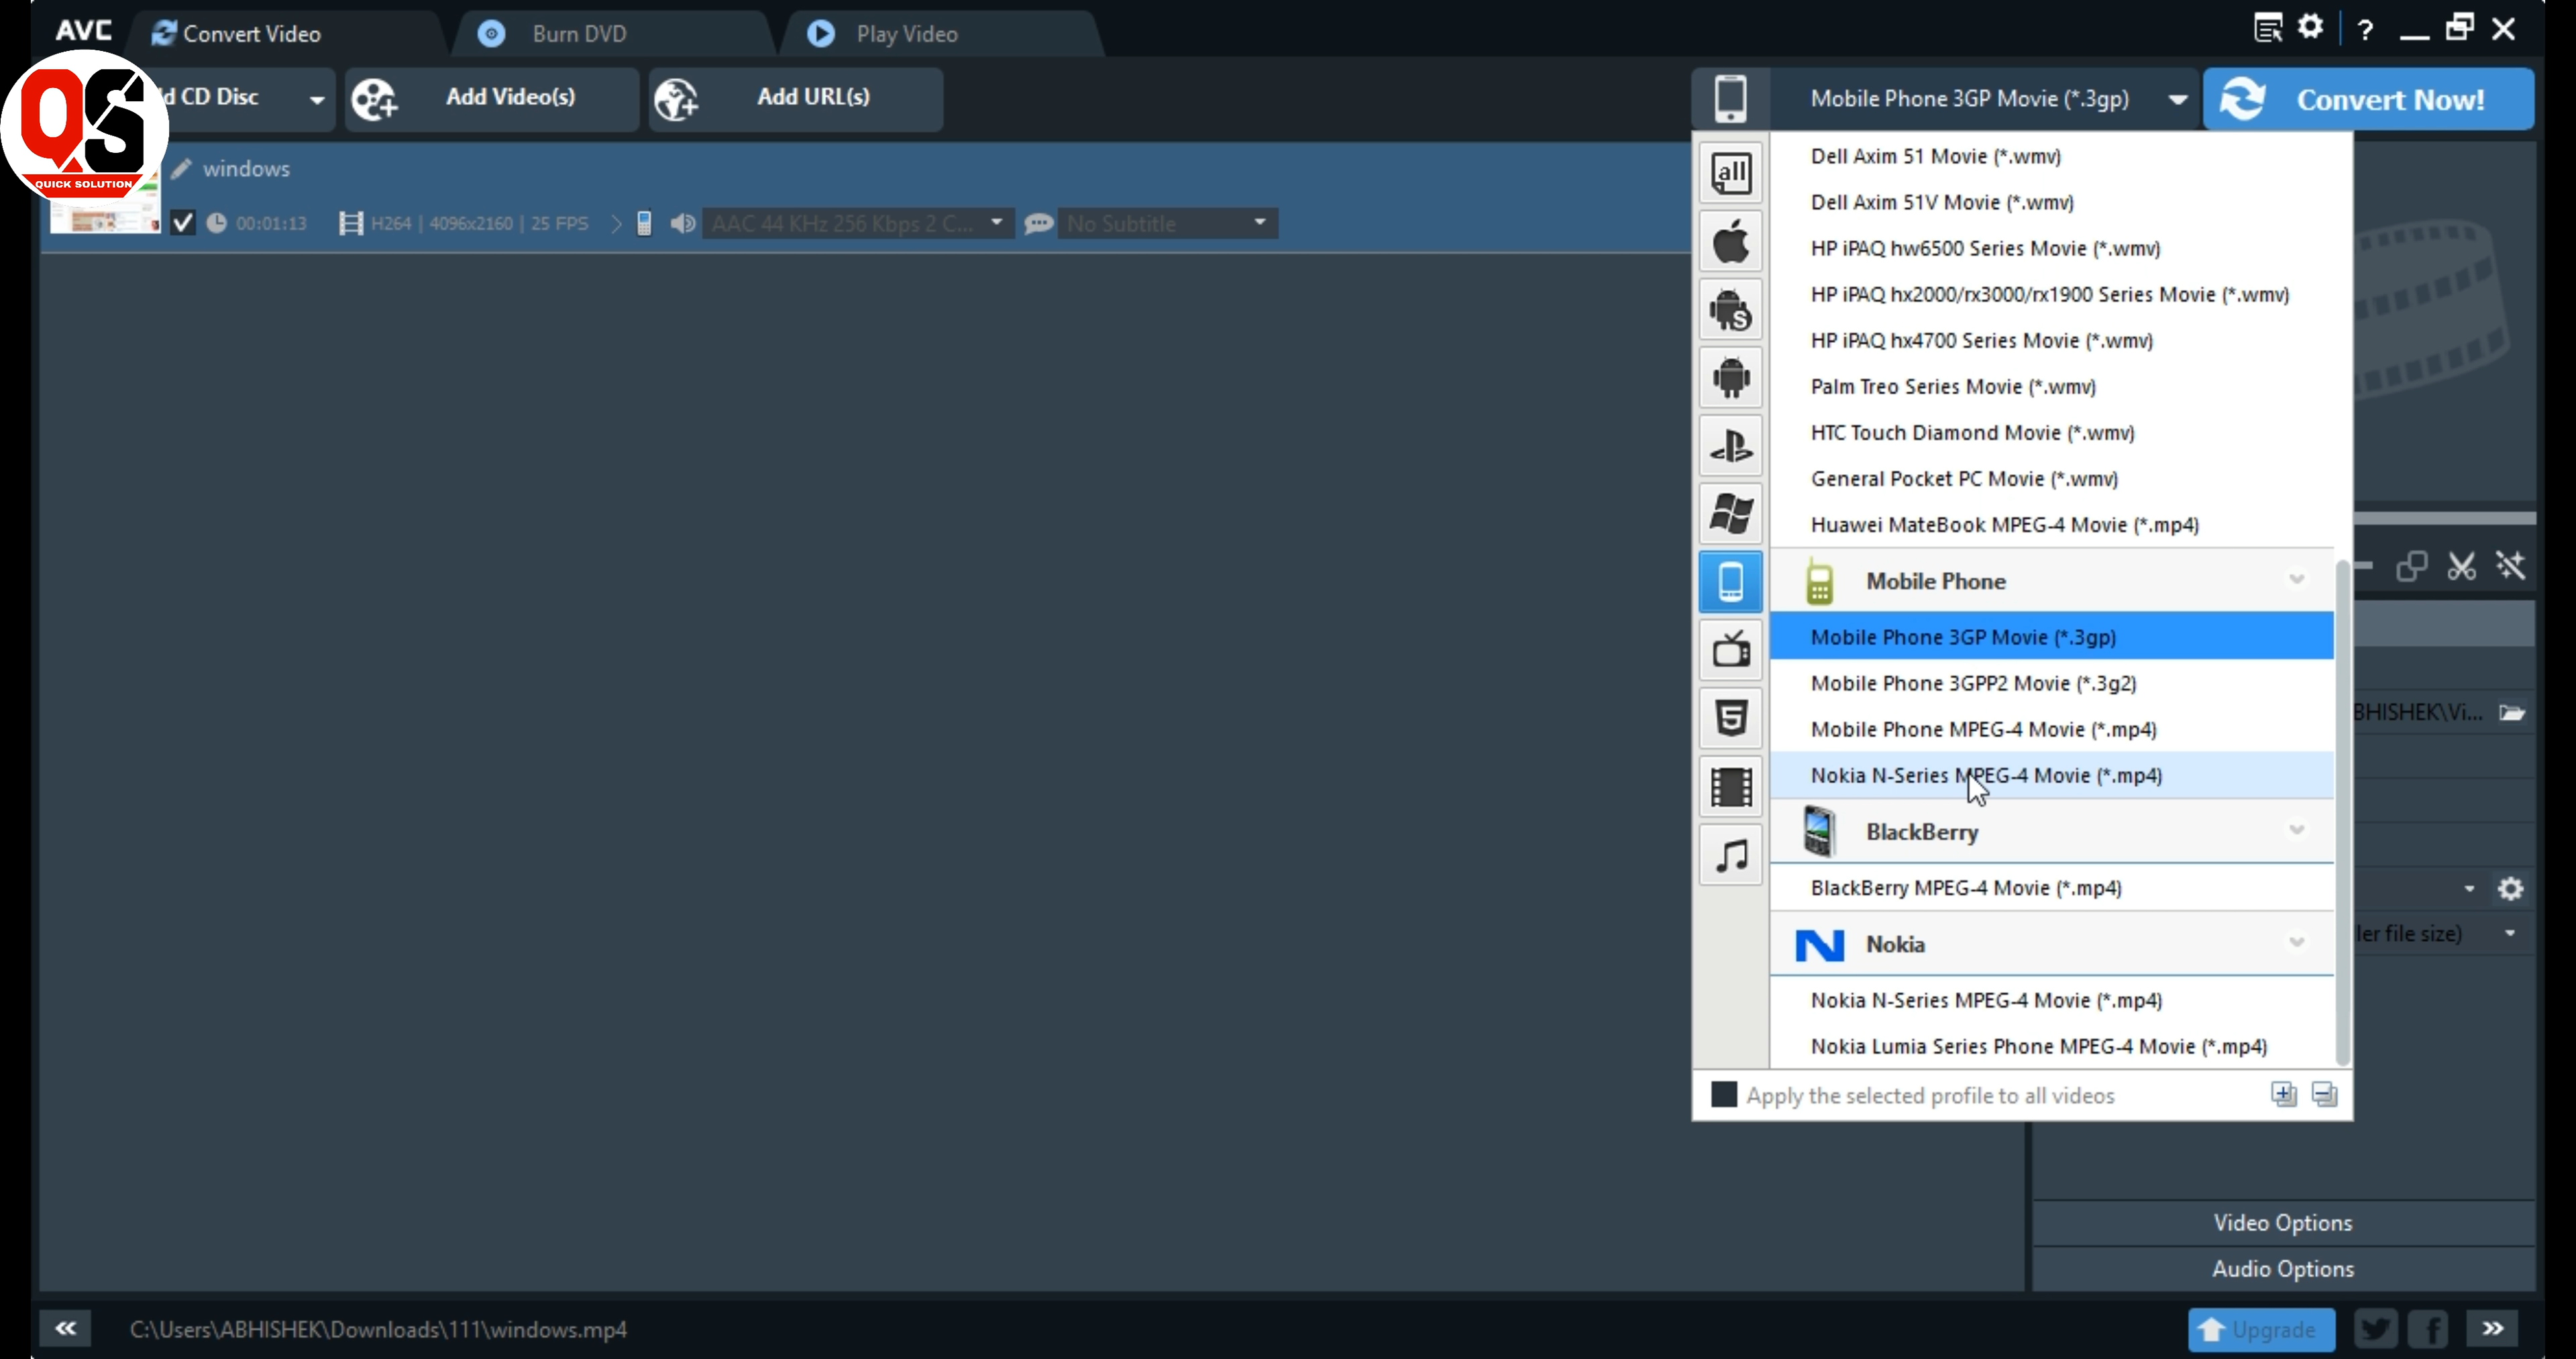 AVC
Convert Video
Burn DVD
Play Video
?
QS
QUICK SOLUTION
d CD Disc
Add Video(s)
Add URL(s)
Mobile Phone 3GP Movie (*.3gp)
Convert Now!
windows
00:01:13
H264 | 4096x2160 | 25 FPS
AAC 44 KHz 256 Kbps 2 C...
No Subtitle
all
Dell Axim 51 Movie (*.wmv)
Dell Axim 51V Movie (*.wmv)
HP iPAQ hw6500 Series Movie (*.wmv)
HP iPAQ hx2000/rx3000/rx1900 Series Movie (*.wmv)
HP iPAQ hx4700 Series Movie (*.wmv)
Palm Treo Series Movie (*.wmv)
HTC Touch Diamond Movie (*.wmv)
General Pocket PC Movie (*.wmv)
Huawei MateBook MPEG-4 Movie (*.mp4)
Mobile Phone
Mobile Phone 3GP Movie (*.3gp)
Mobile Phone 3GPP2 Movie (*.3g2)
Mobile Phone MPEG-4 Movie (*.mp4)
Nokia N-Series MPEG-4 Movie (*.mp4)
BlackBerry
BlackBerry MPEG-4 Movie (*.mp4)
Nokia
Nokia N-Series MPEG-4 Movie (*.mp4)
Nokia Lumia Series Phone MPEG-4 Movie (*.mp4)
Apply the selected profile to all videos
BHISHEK\Vi...
ler file size)
Video Options
Audio Options
C:\Users\ABHISHEK\Downloads\111\windows.mp4
Upgrade